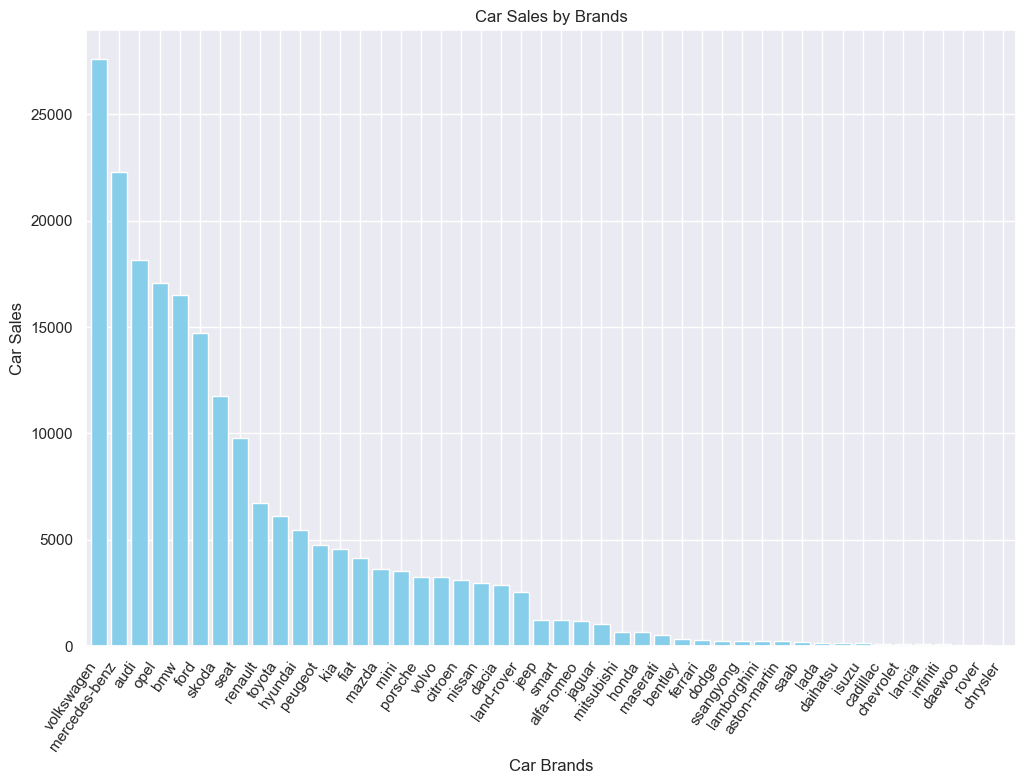 Car Sales by Brands
Car Sales
25000
20000
15000
10000
5000
0
volkswagen
mercedes-benz
audi
opel
bmw
ford
skoda
seat
renault
toyota
hyundai
peugeot
kia
fiat
mazda
mini
porsche
volvo
citroen
nissan
dacia
land-rover
jeep
smart
alfa-romeo
jaguar
mitsubishi
honda
maserati
bentley
ferrari
dodge
ssangyong
lamborghini
aston-martin
saab
lada
daihatsu
isuzu
cadillac
chevrolet
lancia
infiniti
daewoo
rover
chrysler
Car Brands